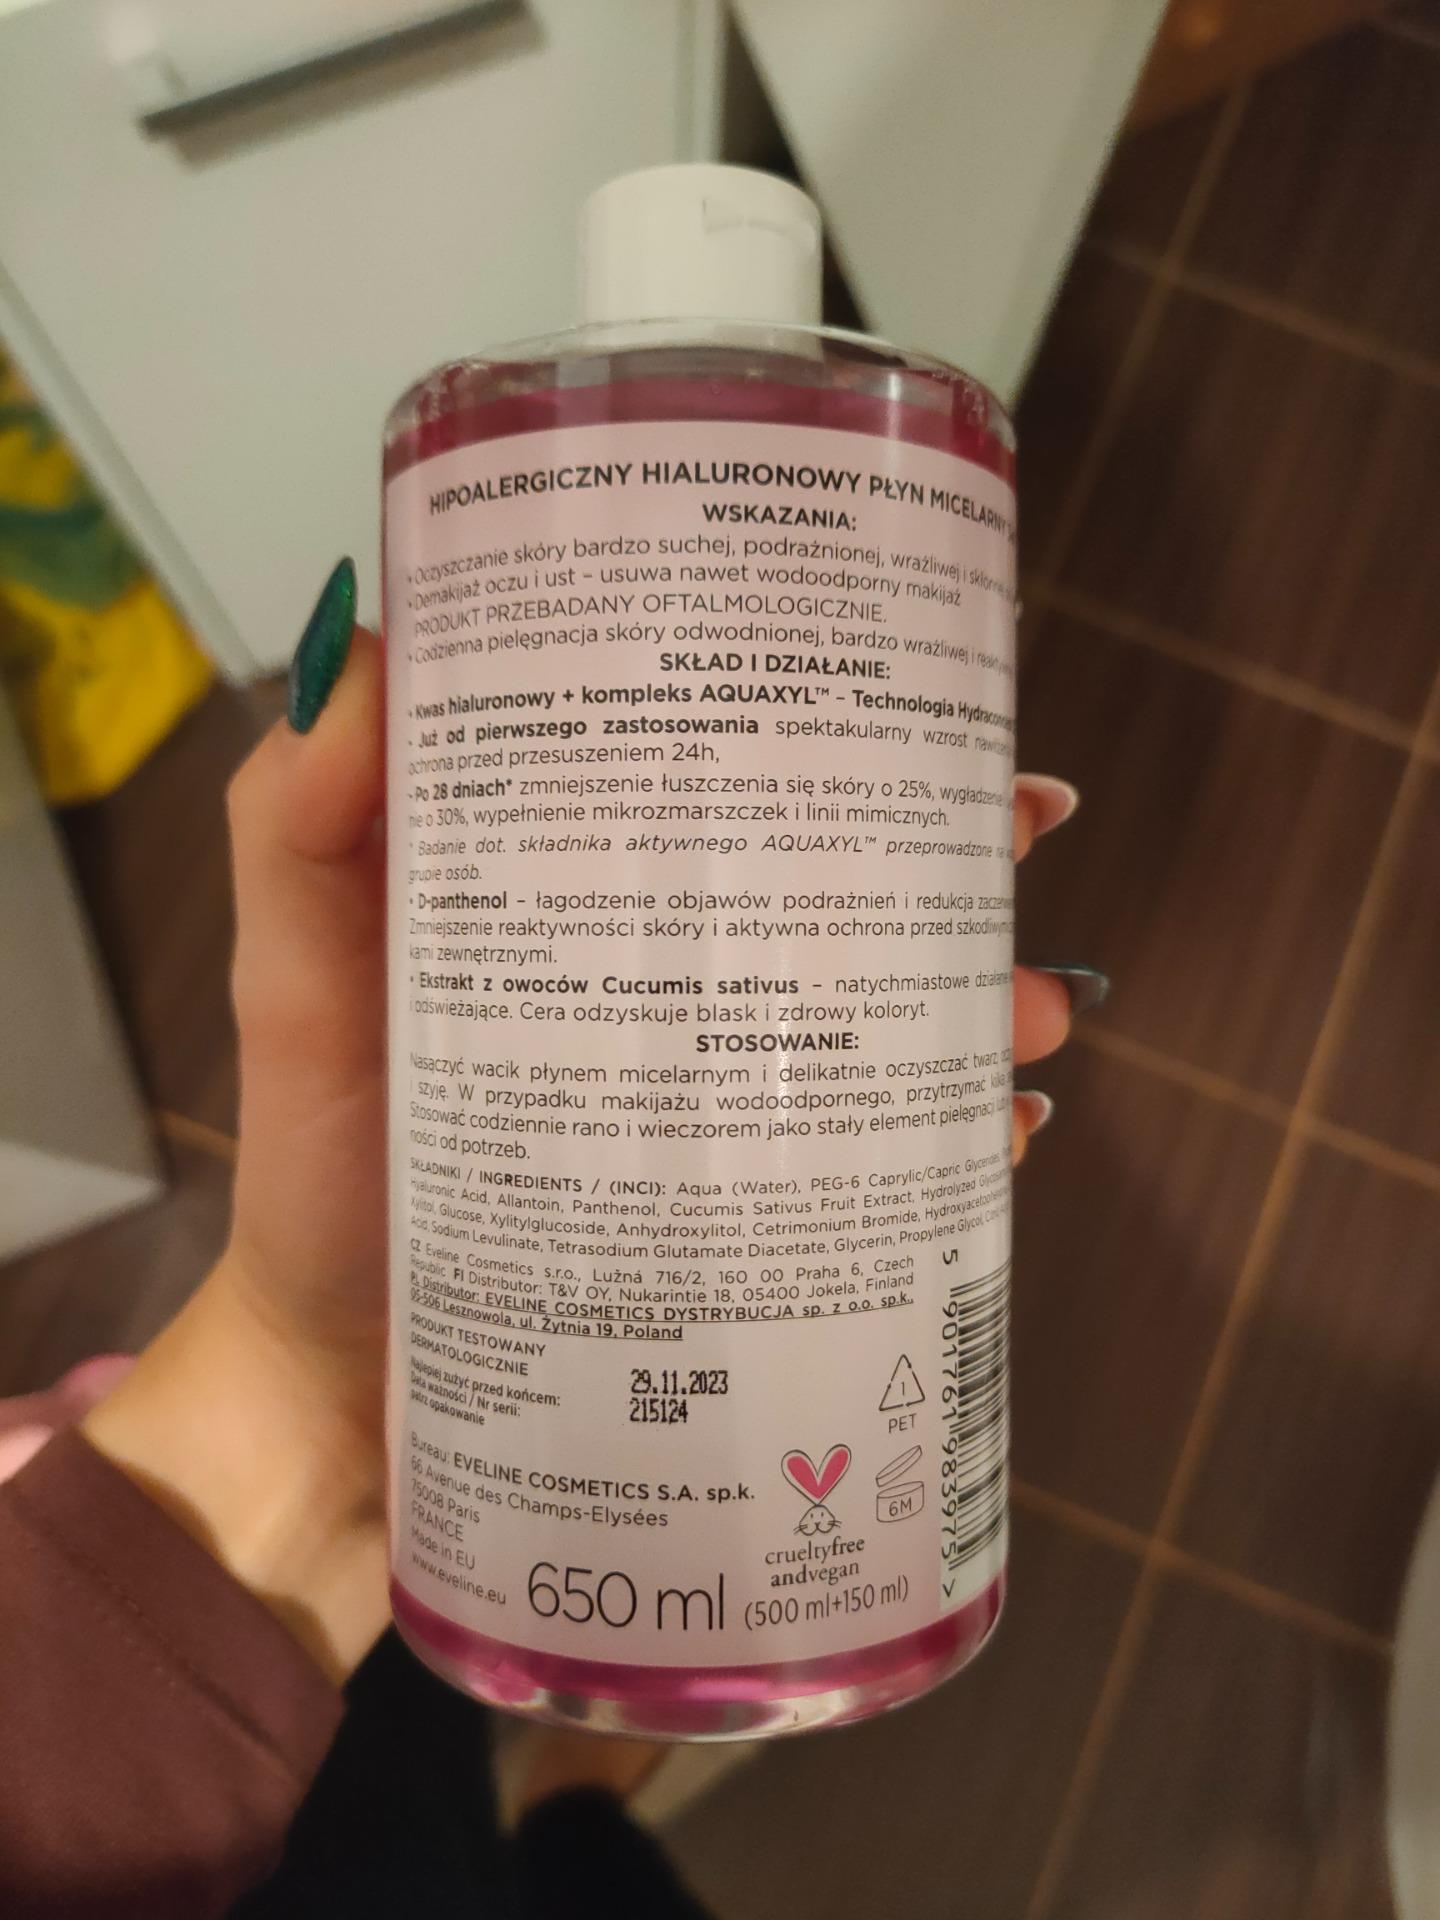 HIPOALERGICZNY HIALURONOWY PŁYN MICELARNY
WSKAZANIA:
• Oczyszczanie skóry bardzo suchej, podrażnionej, wrażliwej i
• Demakijaż oczu i ust – usuwa nawet wodoodporny makijaż
PRODUKT PRZEBADANY OFTALMOLOGICZNIE.
• Codzienna pielęgnacja skóry odwodnionej, bardzo wrażliwej i
SKŁAD I DZIAŁANIE:
• Kwas hialuronowy + kompleks AQUAXYL™ – Technologia
- Już od pierwszego zastosowania spektakularny wzrost
ochrona przed przesuszeniem 24h,
- Po 28 dniach* zmniejszenie łuszczenia się skóry o 25%,
nie o 30%, wypełnienie mikrozmarszczek i linii mimicznych.
* Badanie dot. składnika aktywnego AQUAXYL™ przeprowadzone na
grupie osób.
• D-panthenol – łagodzenie objawów podrażnień i redukcja
Zmniejszenie reaktywności skóry i aktywna ochrona przed
kami zewnętrznymi.
• Ekstrakt z owoców Cucumis sativus – natychmiastowe
i odświeżające. Cera odzyskuje blask i zdrowy koloryt.
STOSOWANIE:
Nasączyć wacik płynem micelarnym i delikatnie oczyszczać twarz,
i szyję. W przypadku makijażu wodoodpornego, przytrzymać
Stosować codziennie rano i wieczorem jako stały element pielęgnacji
ności od potrzeb.
SKŁADNIKI / INGREDIENTS / (INCI): Aqua (Water), PEG-6 Caprylic/Capric Glycerides,
Hyaluronic Acid, Allantoin, Panthenol, Cucumis Sativus Fruit Extract, Hydrolyzed
Xylitol, Glucose, Xylitylglucoside, Anhydroxylitol, Cetrimonium Bromide,
Acid, Sodium Levulinate, Tetrasodium Glutamate Diacetate, Glycerin, Propylene Glycol,
CZ Eveline Cosmetics s.r.o., Lužná 716/2, 160 00 Praha 6, Czech
Republic FI Distributor: T&V OY, Nukarintie 18, 05400 Jokela, Finland
PL Distributor: EVELINE COSMETICS DYSTRYBUCJA sp. z o.o. sp.k.,
05-506 Lesznowola, ul. Żytnia 19, Poland
PRODUKT TESTOWANY
DERMATOLOGICZNIE
Najlepiej zużyć przed końcem:
Data ważności / Nr serii:
patrz opakowanie
29.11.2023
215124
1
PET
Bureau: EVELINE COSMETICS S.A. sp.k.
66 Avenue des Champs-Elysées
75008 Paris
FRANCE
Made in EU
www.eveline.eu
6M
crueltyfree
andvegan
650 ml (500 ml+150 ml)
5 901761 983975 >